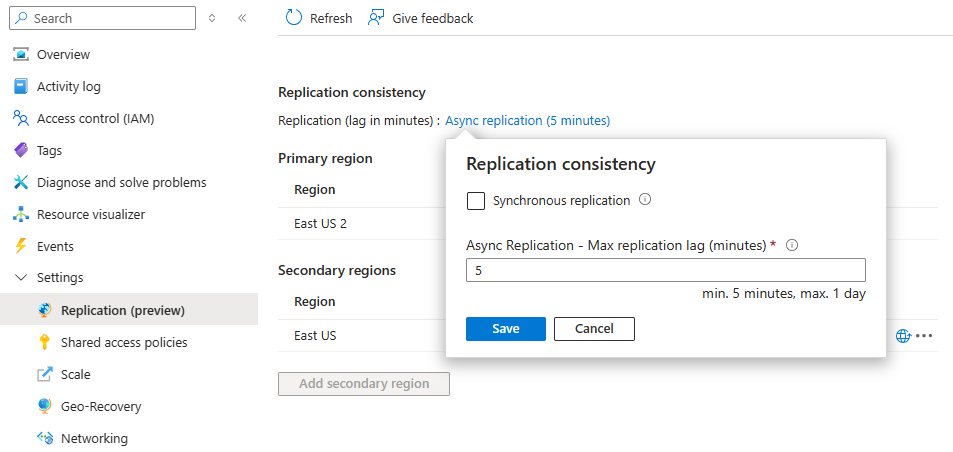 Search
Refresh
Give feedback
Overview
Activity log
Access control (IAM)
Tags
Diagnose and solve problems
Resource visualizer
Events
Settings
Replication (preview)
Shared access policies
Scale
Geo-Recovery
Networking
Replication consistency
Replication (lag in minutes) : Async replication (5 minutes)
Primary region
Region
East US 2
Secondary regions
Region
East US
Add secondary region
Replication consistency
Synchronous replication
Async Replication - Max replication lag (minutes) *
5
min. 5 minutes, max. 1 day
Save
Cancel